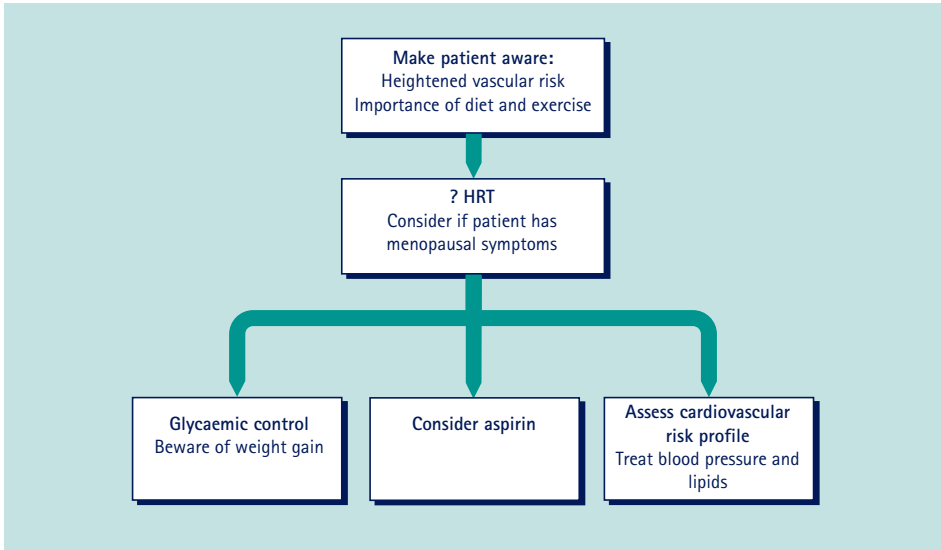 Make patient aware:
Heightened vascular risk
Importance of diet and exercise
? HRT
Consider if patient has
menopausal symptoms
Glycaemic control
Beware of weight gain
Consider aspirin
Assess cardiovascular
risk profile
Treat blood pressure and
lipids